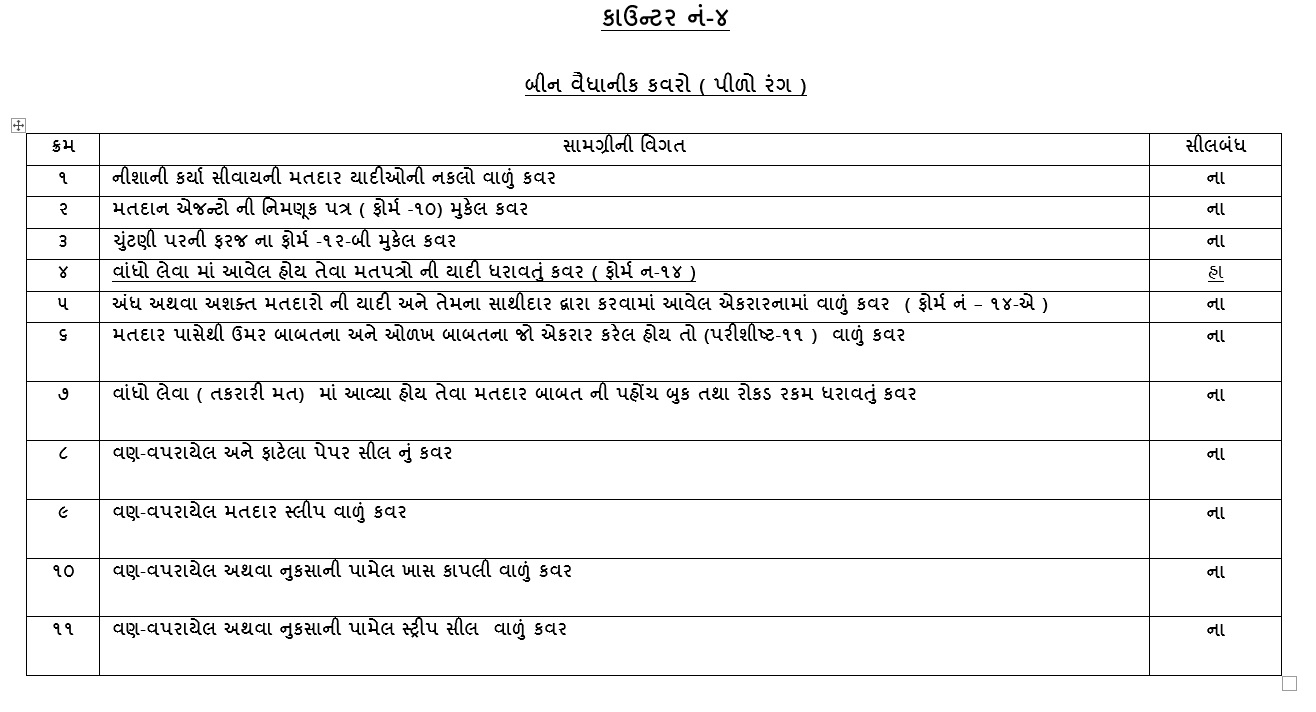 કાઉન્ટર નં-૪
બીન વૈધાનીક કવરો ( પીળો રંગ )
ક્રમ સામગ્રીની વિગત સીલબંધ
૧ નીશાની કર્યા સીવાયની મતદાર યાદીઓની નકલો વાળું કવર ના
૨ મતદાન એજન્ટો ની નિમણૂક પત્ર ( ફોર્મ -૧૦) મુકેલ કવર ના
૩ ચુંટણી પરની ફરજ ના ફોર્મ -૧૨-બી મુકેલ કવર ના
૪ વાંધો લેવા માં આવેલ હોય તેવા મતપત્રો ની યાદી ધરાવતું કવર ( ફોર્મ ન-૧૪ ) હા
૫ અંધ અથવા અશક્ત મતદારો ની યાદી અને તેમના સાથીદાર દ્વારા કરવામાં આવેલ એકરારનામાં વાળું કવર ( ફોર્મ નં – ૧૪-એ ) ના
૬ મતદાર પાસેથી ઉમર બાબતના અને ઓળખ બાબતના જો એકરાર કરેલ હોય તો (પરીશીષ્ટ-૧૧ ) વાળું કવર ના
૭ વાંધો લેવા ( તકરારી મત) માં આવ્યા હોય તેવા મતદાર બાબત ની પહોંચ બુક તથા રોકડ રકમ ધરાવતું કવર ના
૮ વણ-વપરાયેલ અને ફાટેલા પેપર સીલ નું કવર ના
૯ વણ-વપરાયેલ મતદાર સ્લીપ વાળું કવર ના
૧૦ વણ-વપરાયેલ અથવા નુકસાની પામેલ ખાસ કાપલી વાળું કવર ના
૧૧ વણ-વપરાયેલ અથવા નુકસાની પામેલ સ્ટ્રીપ સીલ વાળું કવર ના